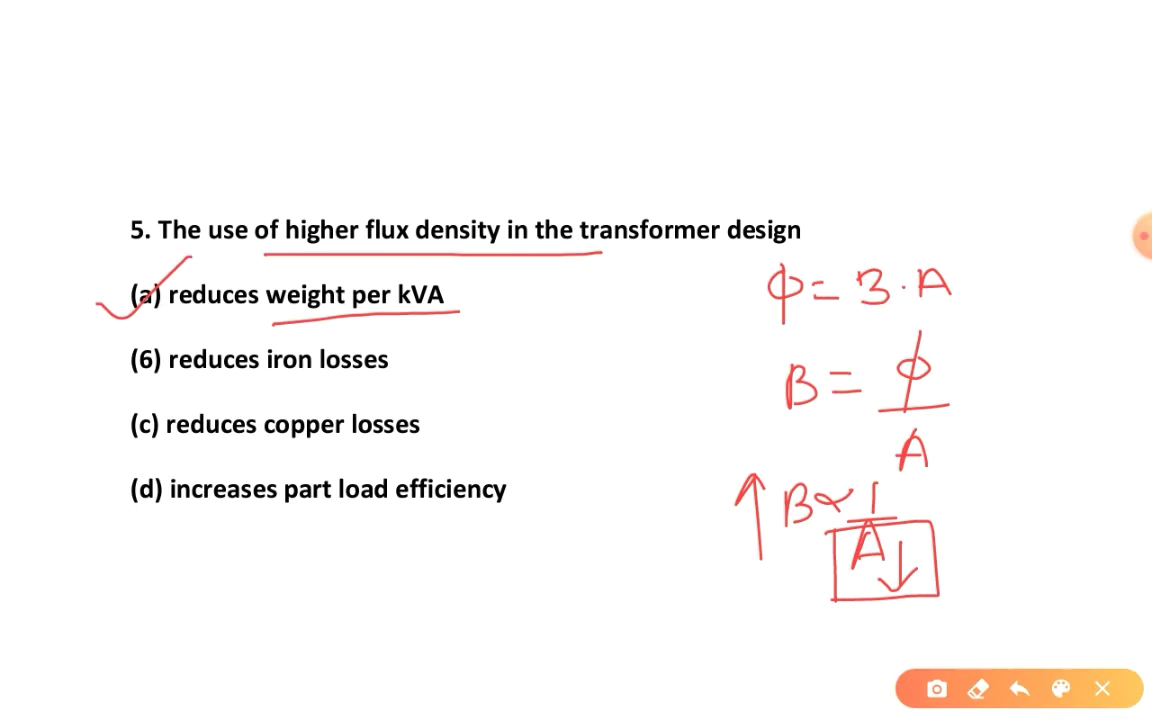 5. The use of higher flux density in the transformer design
(a) reduces weight per kVA
(6) reduces iron losses
(c) reduces copper losses
(d) increases part load efficiency
ϕ = B . A
B = ϕ / A
↑ B ∝ 1 / A ↓